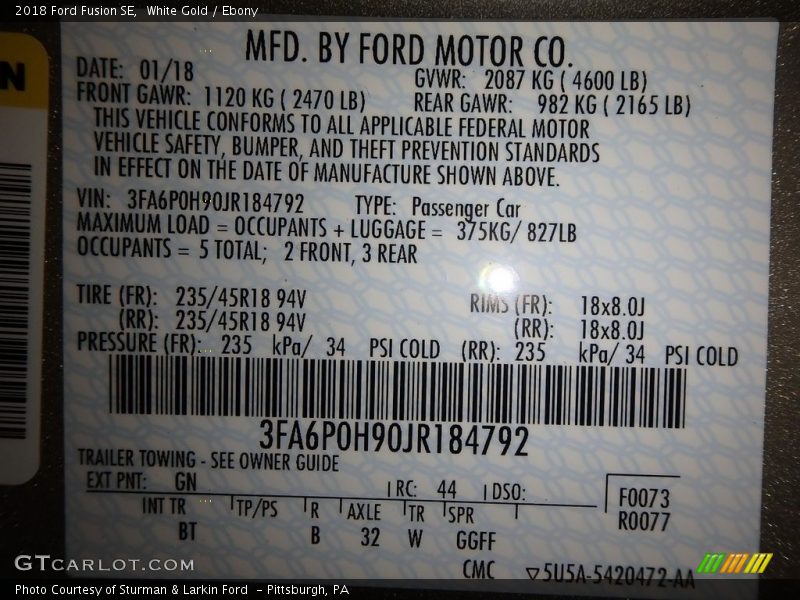 2018 Ford Fusion SE, White Gold / Ebony
N
MFD. BY FORD MOTOR CO.
DATE: 01/18 GVWR: 2087 KG ( 4600 LB)
FRONT GAWR: 1120 KG ( 2470 LB) REAR GAWR: 982 KG ( 2165 LB)
THIS VEHICLE CONFORMS TO ALL APPLICABLE FEDERAL MOTOR
VEHICLE SAFETY, BUMPER, AND THEFT PREVENTION STANDARDS
IN EFFECT ON THE DATE OF MANUFACTURE SHOWN ABOVE.
VIN: 3FA6P0H90JR184792 TYPE: Passenger Car
MAXIMUM LOAD = OCCUPANTS + LUGGAGE = 375KG/ 827LB
OCCUPANTS = 5 TOTAL; 2 FRONT, 3 REAR
TIRE (FR): 235/45R18 94V RIMS (FR): 18x8.0J
(RR): 235/45R18 94V (RR): 18x8.0J
PRESSURE (FR): 235 kPa/ 34 PSI COLD (RR): 235 kPa/ 34 PSI COLD
3FA6P0H90JR184792
TRAILER TOWING - SEE OWNER GUIDE
EXT PNT: GN RC: 44 DSO: F0073
INT TR TP/PS R AXLE TR SPR R0077
BT B 32 W GGFF
CMC ▽5U5A-5420472-AA
GTCARLOT.COM
Photo Courtesy of Sturman & Larkin Ford - Pittsburgh, PA